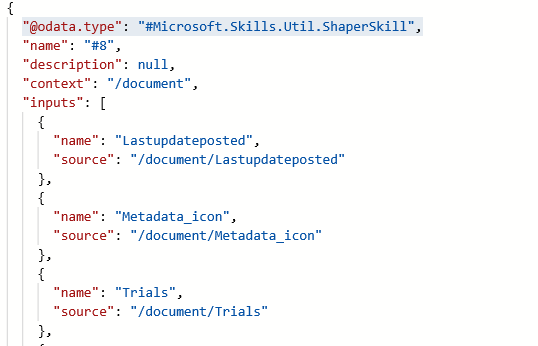 {
"@odata.type": "#Microsoft.Skills.Util.ShaperSkill",
"name": "#8",
"description": null,
"context": "/document",
"inputs": [
{
"name": "Lastupdateposted",
"source": "/document/Lastupdateposted"
},
{
"name": "Metadata_icon",
"source": "/document/Metadata_icon"
},
{
"name": "Trials",
"source": "/document/Trials"
},